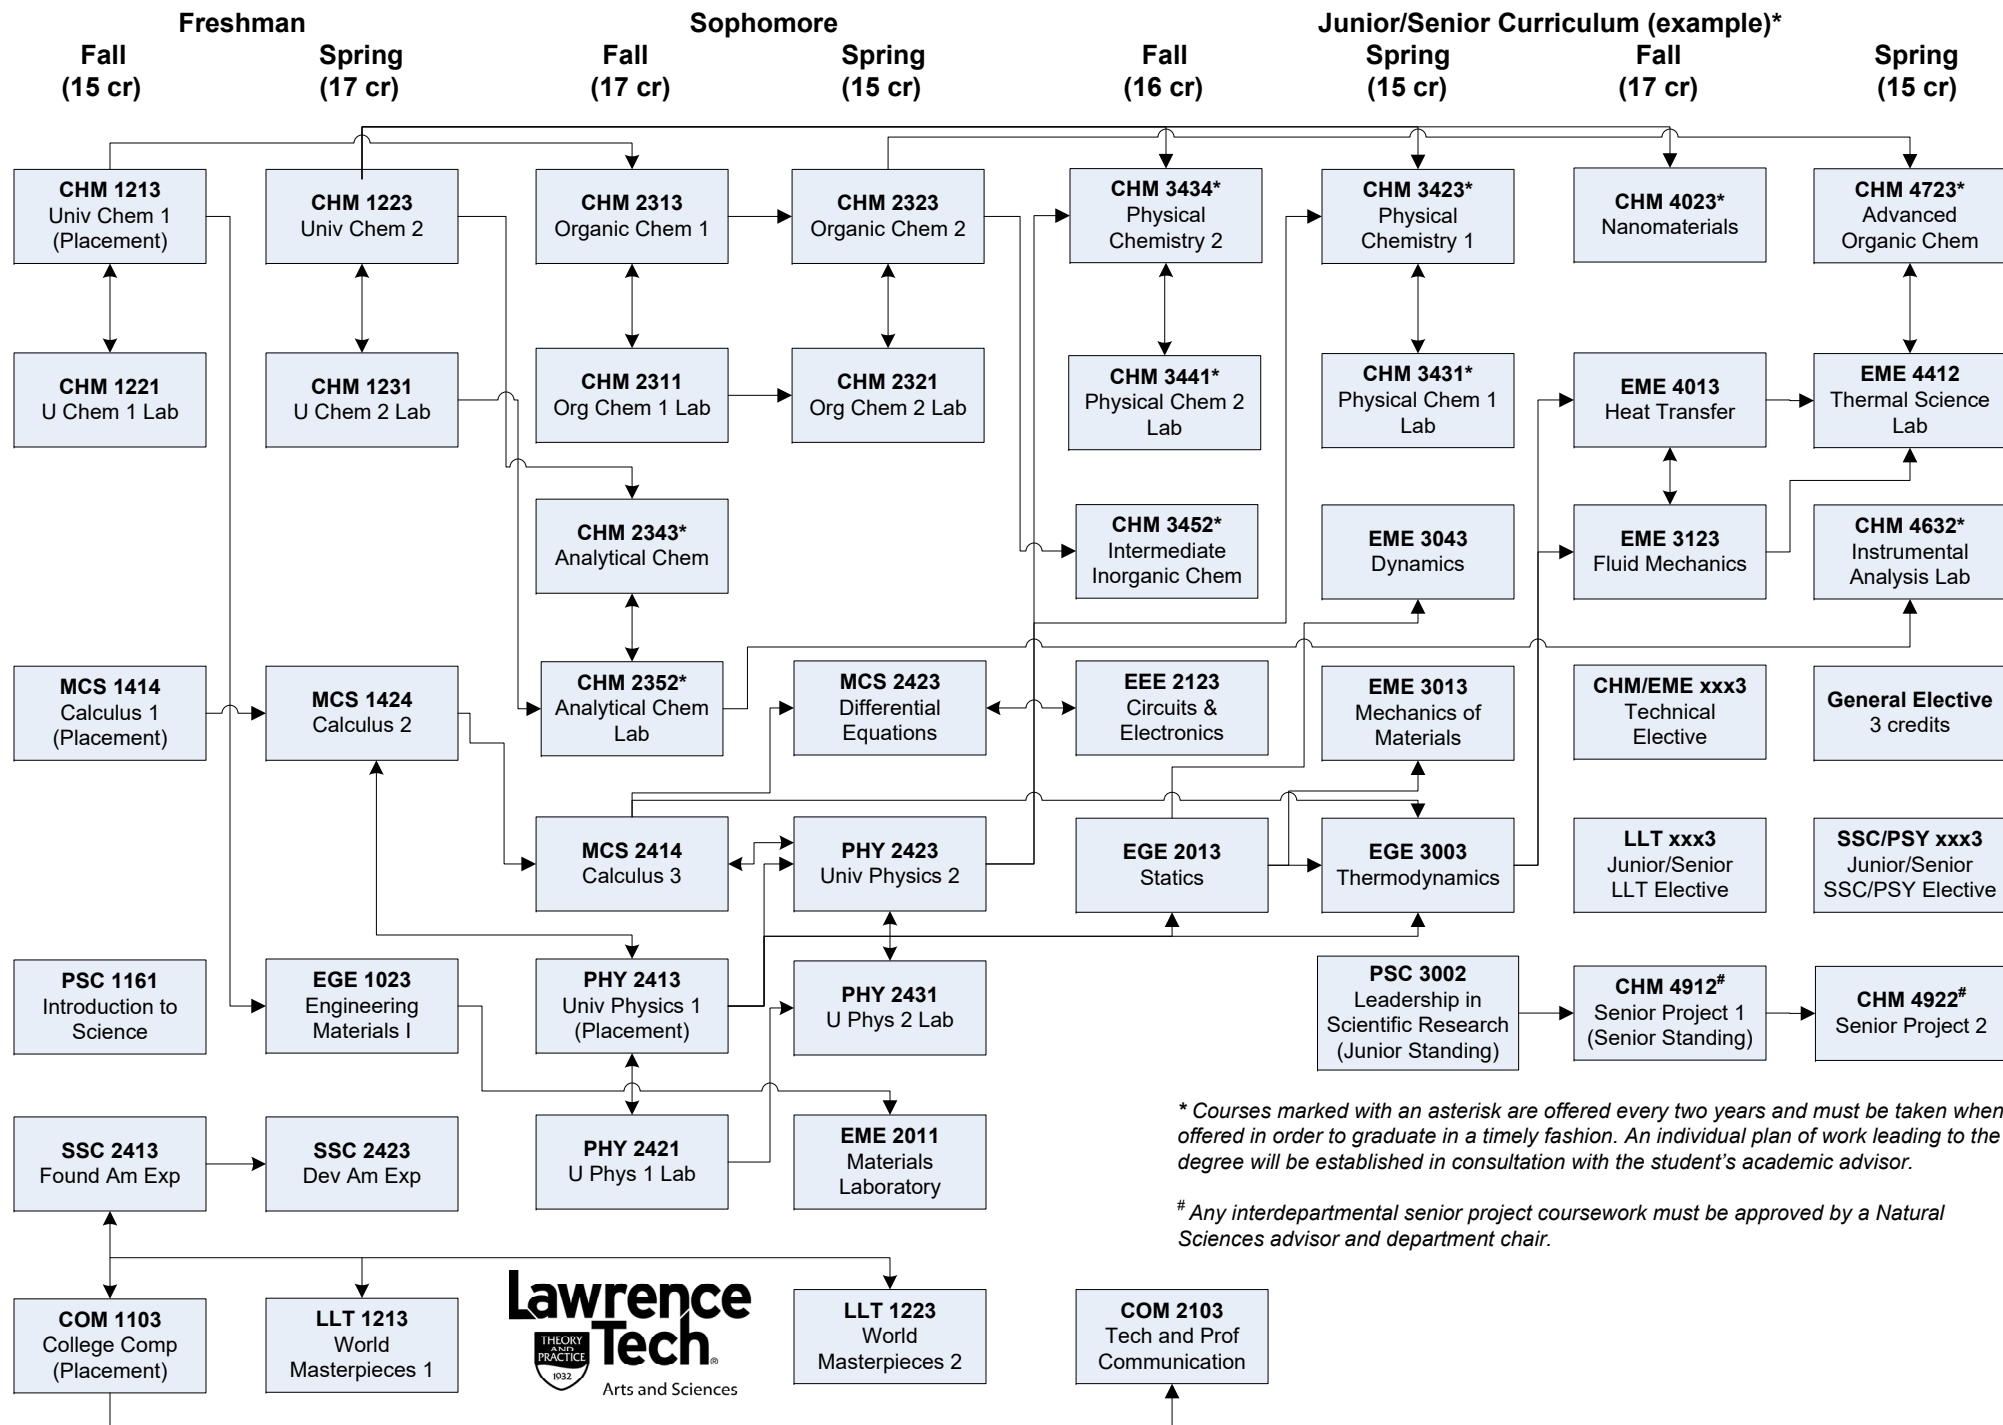 Freshman
Sophomore
Junior/Senior Curriculum (example)*
Fall
(15 cr)
Spring
(17 cr)
Fall
(17 cr)
Spring
(15 cr)
Fall
(16 cr)
Spring
(15 cr)
Fall
(17 cr)
Spring
(15 cr)
CHM 1213
Univ Chem 1
(Placement)
CHM 1223
Univ Chem 2
CHM 2313
Organic Chem 1
CHM 2323
Organic Chem 2
CHM 3434*
Physical
Chemistry 2
CHM 3423*
Physical
Chemistry 1
CHM 4023*
Nanomaterials
CHM 4723*
Advanced
Organic Chem
CHM 1221
U Chem 1 Lab
CHM 1231
U Chem 2 Lab
CHM 2311
Org Chem 1 Lab
CHM 2321
Org Chem 2 Lab
CHM 3441*
Physical Chem 2
Lab
CHM 3431*
Physical Chem 1
Lab
EME 4013
Heat Transfer
EME 4412
Thermal Science
Lab
CHM 2343*
Analytical Chem
CHM 3452*
Intermediate
Inorganic Chem
EME 3043
Dynamics
EME 3123
Fluid Mechanics
CHM 4632*
Instrumental
Analysis Lab
MCS 1414
Calculus 1
(Placement)
MCS 1424
Calculus 2
CHM 2352*
Analytical Chem
Lab
MCS 2423
Differential
Equations
EEE 2123
Circuits &
Electronics
EME 3013
Mechanics of
Materials
CHM/EME xxx3
Technical
Elective
General Elective
3 credits
MCS 2414
Calculus 3
PHY 2423
Univ Physics 2
EGE 2013
Statics
EGE 3003
Thermodynamics
LLT xxx3
Junior/Senior
LLT Elective
SSC/PSY xxx3
Junior/Senior
SSC/PSY Elective
PSC 1161
Introduction to
Science
EGE 1023
Engineering
Materials I
PHY 2413
Univ Physics 1
(Placement)
PHY 2431
U Phys 2 Lab
PSC 3002
Leadership in
Scientific Research
(Junior Standing)
CHM 4912#
Senior Project 1
(Senior Standing)
CHM 4922#
Senior Project 2
SSC 2413
Found Am Exp
SSC 2423
Dev Am Exp
PHY 2421
U Phys 1 Lab
EME 2011
Materials
Laboratory
* Courses marked with an asterisk are offered every two years and must be taken when
offered in order to graduate in a timely fashion. An individual plan of work leading to the
degree will be established in consultation with the student's academic advisor.
# Any interdepartmental senior project coursework must be approved by a Natural
Sciences advisor and department chair.
COM 1103
College Comp
(Placement)
LLT 1213
World
Masterpieces 1
Lawrence
Tech®
THEORY
AND
PRACTICE
1932
Arts and Sciences
LLT 1223
World
Masterpieces 2
COM 2103
Tech and Prof
Communication